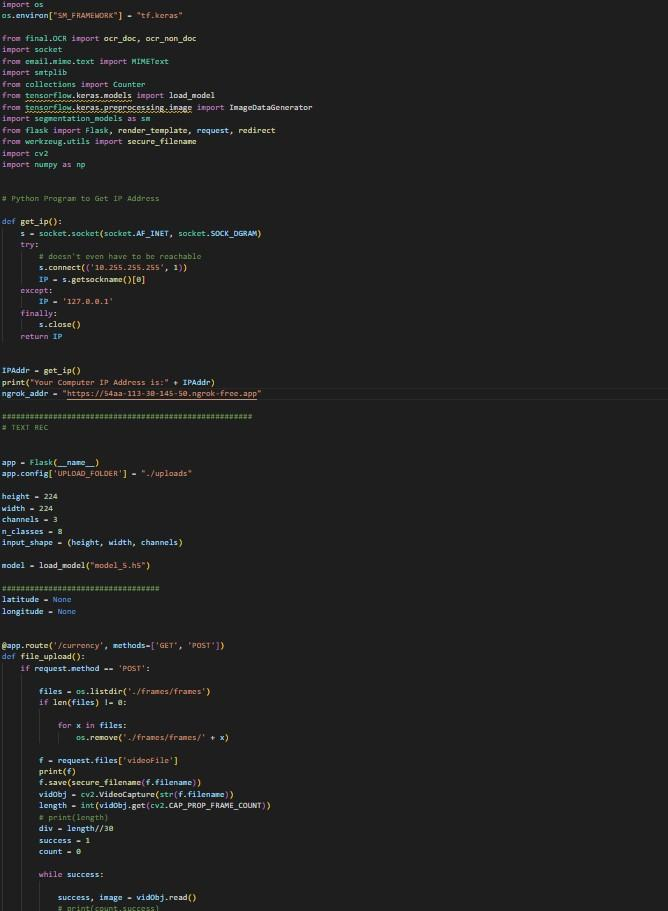 import os
os.environ["SM_FRAMEWORK"] = "tf.keras"
from final.OCR import ocr_doc, ocr_non_doc
import socket
from email.mime.text import MIMEText
import smtplib
from collections import Counter
from tensorflow.keras.models import load_model
from tensorflow.keras.preprocessing.image import ImageDataGenerator
import segmentation_models as sm
from flask import Flask, render_template, request, redirect
from werkzeug.utils import secure_filename
import cv2
import numpy as np
# Python Program to Get IP Address
def get_ip():
    s = socket.socket(socket.AF_INET, socket.SOCK_DGRAM)
    try:
        # doesn't even have to be reachable
        s.connect(('10.255.255.255', 1))
        IP = s.getsockname()[0]
    except:
        IP = '127.0.0.1'
    finally:
        s.close()
    return IP
IPAddr = get_ip()
print("Your Computer IP Address is:" + IPAddr)
ngrok_addr = "https://54aa-113-30-145-50.ngrok-free.app"
######################################################
# TEXT REC
app = Flask(__name__)
app.config['UPLOAD_FOLDER'] = "./uploads"
height = 224
width = 224
channels = 3
n_classes = 8
input_shape = (height, width, channels)
model = load_model("model_5.h5")
##################################
latitude = None
longitude = None
@app.route('/currency', methods=['GET', 'POST'])
def file_upload():
    if request.method == 'POST':
        files = os.listdir('./frames/frames')
        if len(files) != 0:
            for x in files:
                os.remove('./frames/frames/' + x)
        f = request.files['videoFile']
        print(f)
        f.save(secure_filename(f.filename))
        vidObj = cv2.VideoCapture(str(f.filename))
        length = int(vidObj.get(cv2.CAP_PROP_FRAME_COUNT))
        # print(length)
        div = length//30
        success = 1
        count = 0
        while success:
            success, image = vidObj.read()
            # print(count,success)